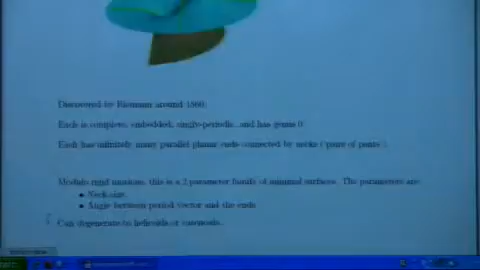 Discovered by Riemann around 1860.
Each is complete, embedded, singly-periodic, and has genus 0.
Each has infinitely many parallel planar ends connected by necks ("pairs of pants").
Modulo rigid motions, this is a 2 parameter family of minimal surfaces. The parameters are
• Neck size
• Angle between period vector and the ends
Can degenerate to helicoids or catenoids.